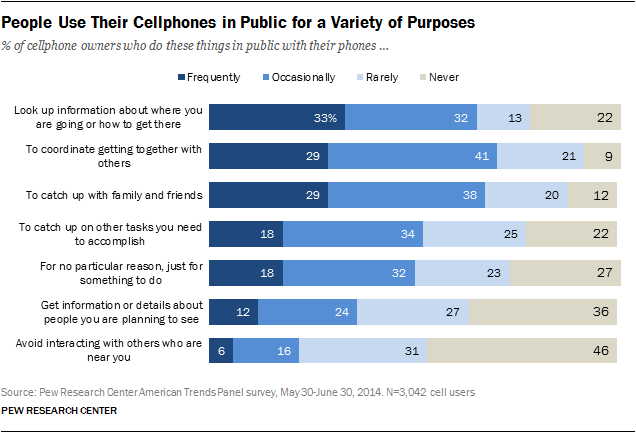 People Use Their Cellphones in Public for a Variety of Purposes
% of cellphone owners who do these things in public with their phones ...
Frequently Occasionally Rarely Never
Look up information about where you
are going or how to get there
33% 32 13 22
To coordinate getting together with
others
29 41 21 9
To catch up with family and friends
29 38 20 12
To catch up on other tasks you need
to accomplish
18 34 25 22
For no particular reason, just for
something to do
18 32 23 27
Get information or details about
people you are planning to see
12 24 27 36
Avoid interacting with others who are
near you
6 16 31 46
Source: Pew Research Center American Trends Panel survey, May 30-June 30, 2014. N=3,042 cell users
PEW RESEARCH CENTER